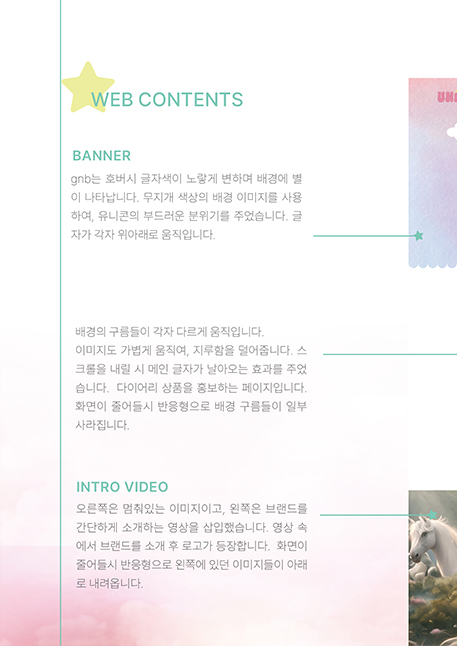 WEB CONTENTS
BANNER
gnb는 호버시 글자색이 노랗게 변하며 배경에 별
이 나타납니다. 무지개 색상의 배경 이미지를 사용
하여, 유니콘의 부드러운 분위기를 주었습니다. 글
자가 각자 위아래로 움직입니다.
배경의 구름들이 각자 다르게 움직입니다.
이미지도 가볍게 움직여, 지루함을 덜어줍니다. 스
크롤을 내릴 시 메인 글자가 날아오는 효과를 주었
습니다. 다이어리 상품을 홍보하는 페이지입니다.
화면이 줄어들시 반응형으로 배경 구름들이 일부
사라집니다.
INTRO VIDEO
오른쪽은 멈춰있는 이미지이고, 왼쪽은 브랜드를
간단하게 소개하는 영상을 삽입했습니다. 영상 속
에서 브랜드를 소개 후 로고가 등장합니다. 화면이
줄어들시 반응형으로 왼쪽에 있던 이미지들이 아래
로 내려옵니다.